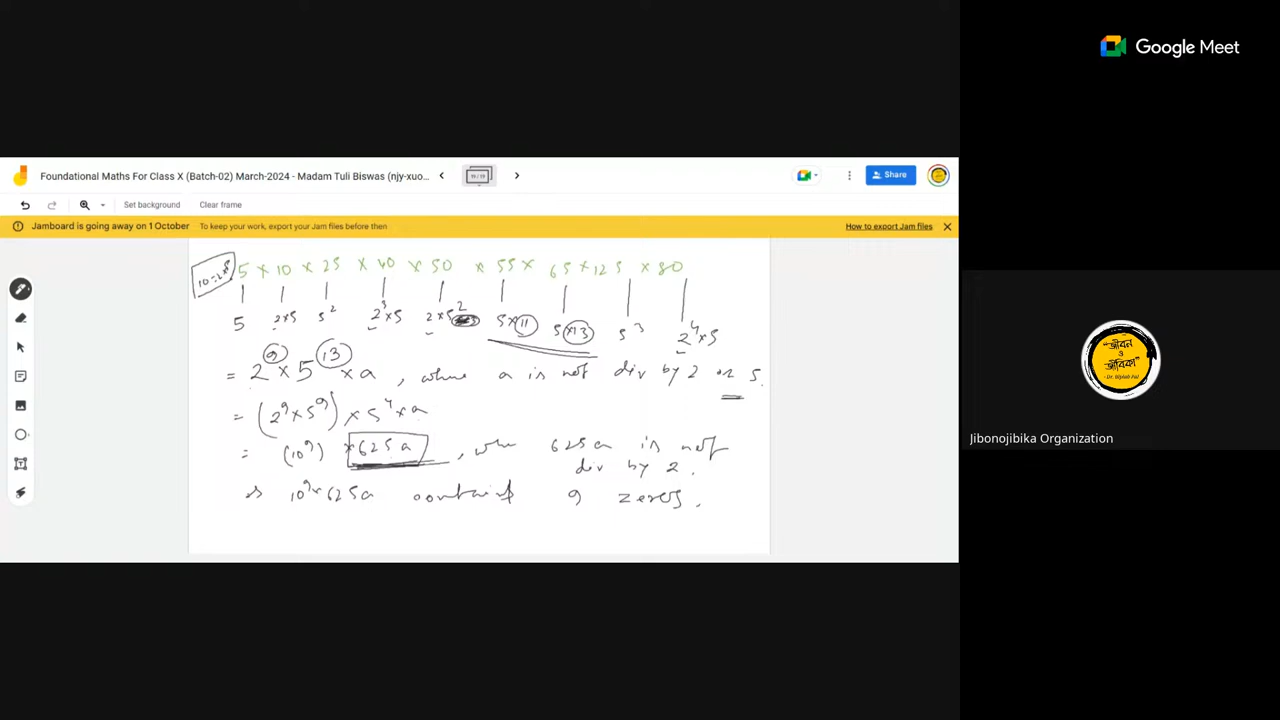 Google Meet
Foundational Maths For Class X (Batch-02) March-2024 - Madam Tuli Biswas (njy-xuo...
19 / 19
Share
Set background
Clear frame
Jamboard is going away on 1 October To keep your work, export your Jam files before then
How to export Jam files
10=2×5
5 × 10 × 25 × 40 × 50 × 55 × 65 × 125 × 80
5 2×5 5² 2³×5 2×5² 5×11 5×13 5³ 2⁴×5
= 2⁹ × 5¹³ × a, where a is not div by 2 or 5.
= (2⁹×5⁹) × 5⁴ × a
= (10⁹) × 625a, where 625a is not
div by 2.
10⁹×625a contains 9 zeroes.
"জীবন
ও
জীবিকা"
Jibonojibika Organization